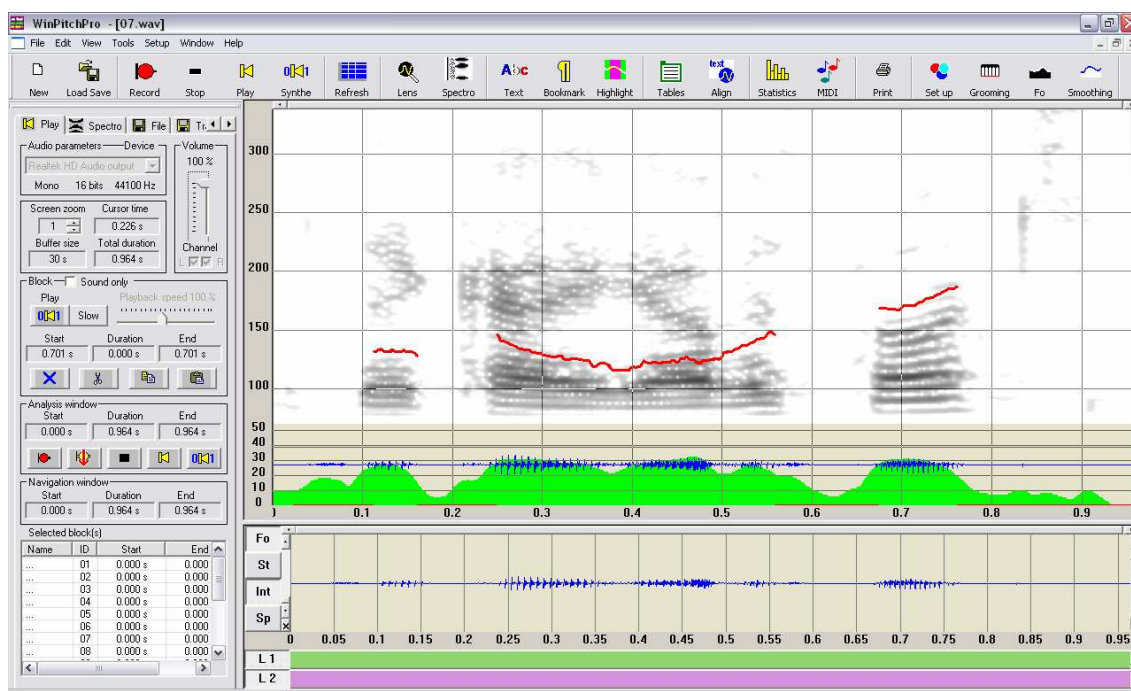 WinPitchPro - [07.wav]
File Edit View Tools Setup Window Help
New Load Save Record Stop Play Synthe Refresh Lens Spectro Text Bookmark Highlight Tables Align Statistics MIDI Print Set up Grooming Fo Smoothing
Play Spectro File
Audio parameters Device Volume
Realtek HD Audio output 100 %
Mono 16 bits 44100 Hz
Screen zoom Cursor time
1 0.226 s
Buffer size Total duration
30 s 0.964 s
Channel
L R
Block Sound only
Play Playback speed 100 %
Slow
Start Duration End
0.701 s 0.000 s 0.701 s
Analysis window
Start Duration End
0.000 s 0.964 s 0.964 s
Navigation window
Start Duration End
0.000 s 0.964 s 0.964 s
Selected block(s)
Name ID Start End
... 01 0.000 s 0.000
... 02 0.000 s 0.000
... 03 0.000 s 0.000
... 04 0.000 s 0.000
... 05 0.000 s 0.000
... 06 0.000 s 0.000
... 07 0.000 s 0.000
... 08 0.000 s 0.000
300
250
200
150
100
50
40
30
20
10
0
0.1 0.2 0.3 0.4 0.5 0.6 0.7 0.8 0.9
Fo
St
Int
Sp
0 0.05 0.1 0.15 0.2 0.25 0.3 0.35 0.4 0.45 0.5 0.55 0.6 0.65 0.7 0.75 0.8 0.85 0.9 0.95
L 1
L 2